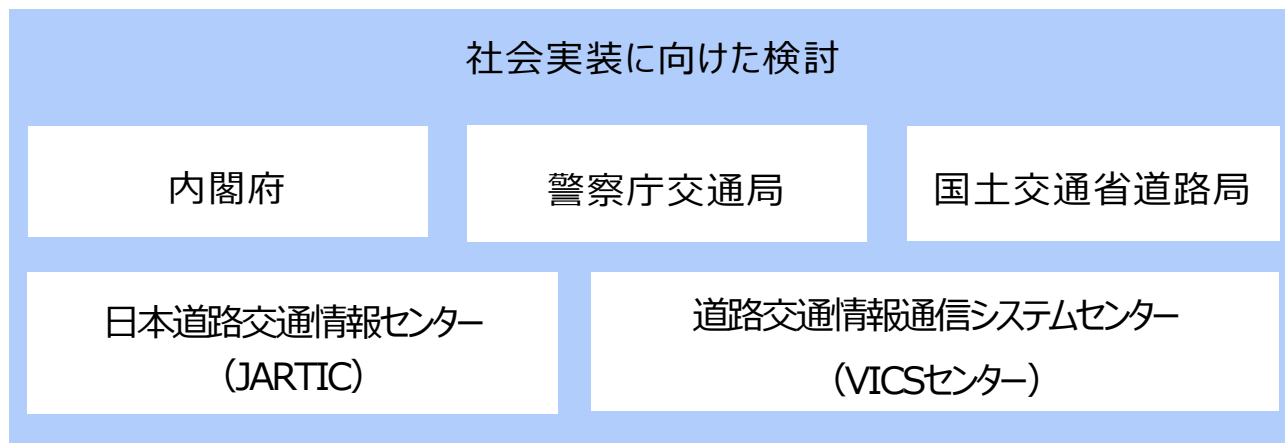 社会実装に向けた検討
内閣府
警察庁交通局
国土交通省道路局
日本道路交通情報センター
（JARTIC）
道路交通情報通信システムセンター
（VICSセンター）